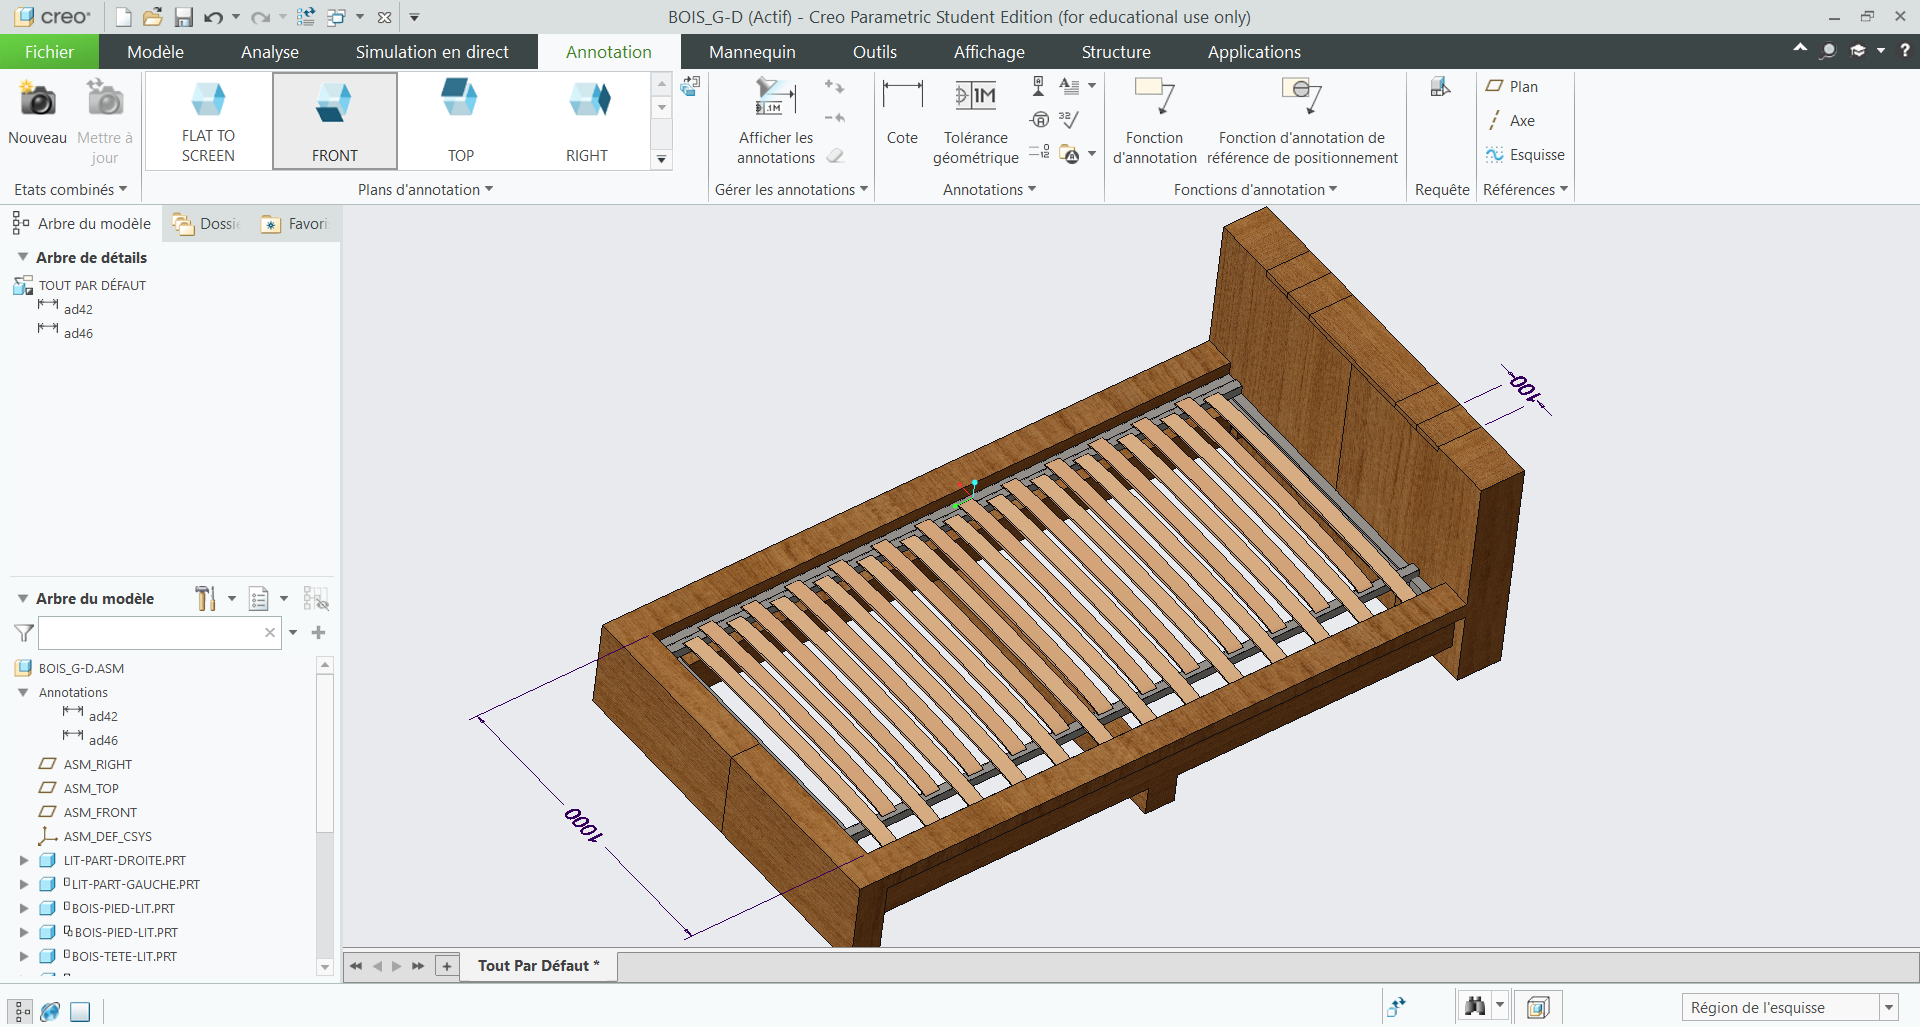 creo
BOIS_G-D (Actif) - Creo Parametric Student Edition (for educational use only)
Fichier
Modèle
Analyse
Simulation en direct
Annotation
Mannequin
Outils
Affichage
Structure
Applications
Nouveau
Mettre à
jour
Etats combinés
FLAT TO
SCREEN
FRONT
TOP
RIGHT
Plans d'annotation
Afficher les
annotations
Gérer les annotations
Cote
Tolérance
géométrique
Annotations
Fonction
d'annotation
Fonction d'annotation de
référence de positionnement
Fonctions d'annotation
Requête
Plan
Axe
Esquisse
Références
Arbre du modèle
Dossi
Favori
Arbre de détails
TOUT PAR DÉFAUT
ad42
ad46
Arbre du modèle
BOIS_G-D.ASM
Annotations
ad42
ad46
ASM_RIGHT
ASM_TOP
ASM_FRONT
ASM_DEF_CSYS
LIT-PART-DROITE.PRT
LIT-PART-GAUCHE.PRT
BOIS-PIED-LIT.PRT
BOIS-PIED-LIT.PRT
BOIS-TETE-LIT.PRT
100
1000
Tout Par Défaut *
Région de l'esquisse